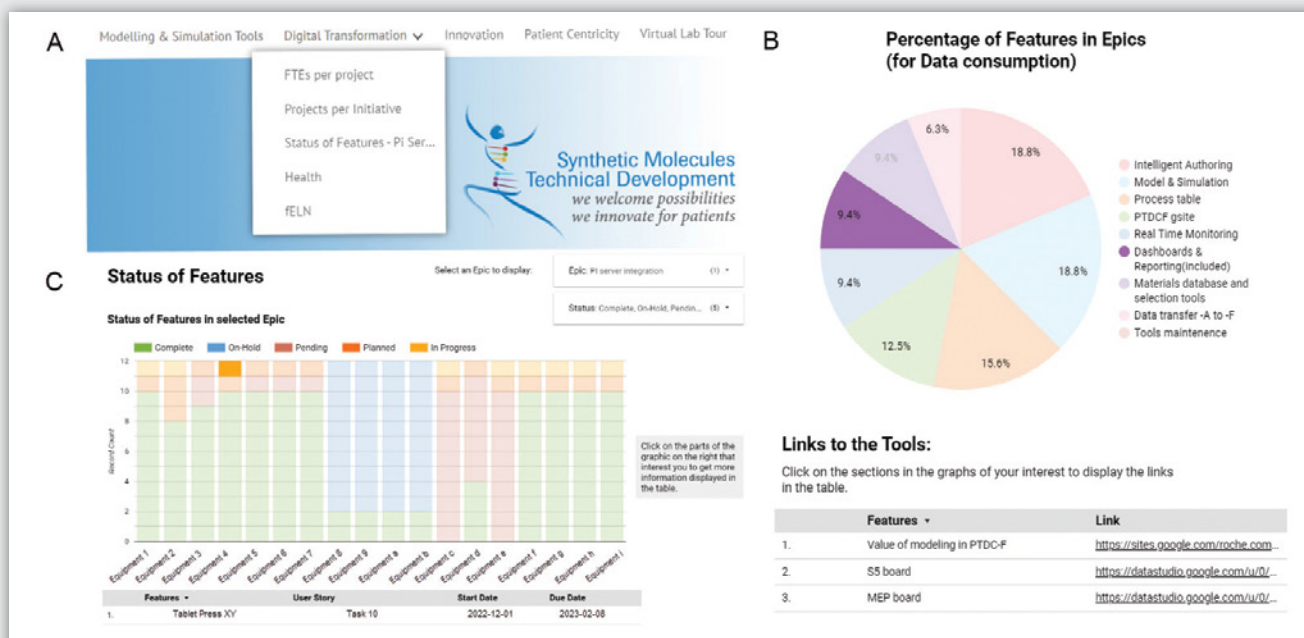 A
Modelling & Simulation Tools Digital Transformation Innovation Patient Centricity Virtual Lab Tour
FTEs per project
Projects per Initiative
Status of Features - Pi Ser...
Health
fELN
Synthetic Molecules
Technical Development
we welcome possibilities
we innovate for patients
B
Percentage of Features in Epics
(for Data consumption)
6.3%
18.8%
9.4%
9.4%
18.8%
9.4%
12.5%
15.6%
Intelligent Authoring
Model & Simulation
Process table
PTDCF gsite
Real Time Monitoring
Dashboards &
Reporting(included)
Materials database and
selection tools
Data transfer -A to -F
Tools maintenence
Links to the Tools:
Click on the sections in the graphs of your interest to display the links
in the table.
Features Link
1. Value of modeling in PTDC-F https://sites.google.com/roche.com...
2. S5 board https://datastudio.google.com/u/0/...
3. MEP board https://datastudio.google.com/u/0/...
C
Status of Features
Select an Epic to display:
Epic: PI server integration (1)
Status: Complete, On-Hold, Pendin... (5)
Status of Features in selected Epic
Complete On-Hold Pending Planned In Progress
Record Count
12
10
8
6
4
2
0
Equipment 1 Equipment 2 Equipment 3 Equipment 4 Equipment 5 Equipment 6 Equipment 7 Equipment 8 Equipment 9 Equipment a Equipment b Equipment c Equipment d Equipment e Equipment f Equipment g Equipment h Equipment i
Click on the parts of the
graphic on the right that
interest you to get more
information displayed in
the table.
Features User Story Start Date Due Date
1. Tablet Press XY Task 10 2022-12-01 2023-02-08